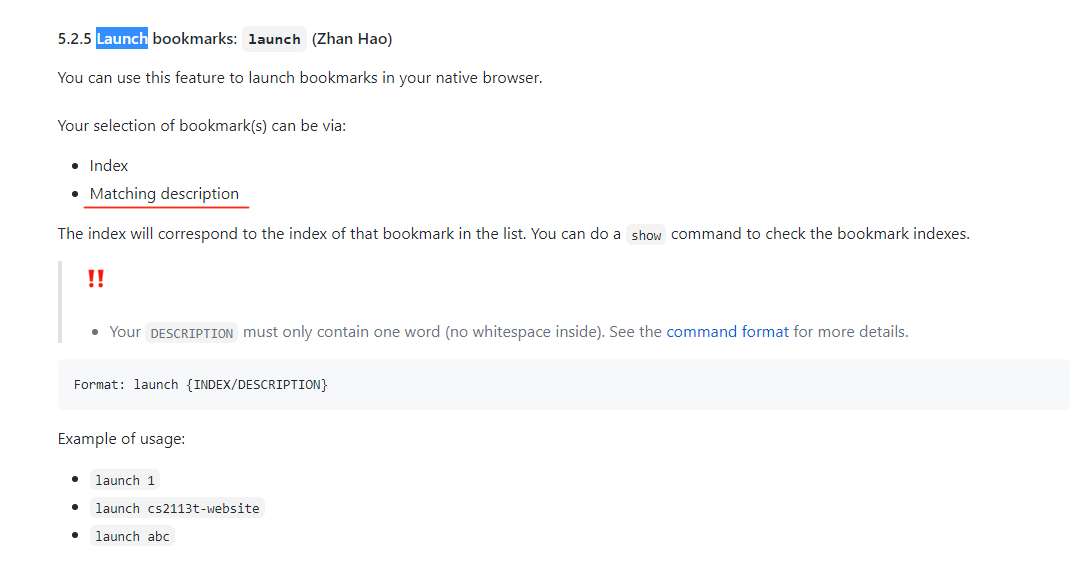 5.2.5 Launch bookmarks: launch (Zhan Hao)
You can use this feature to launch bookmarks in your native browser.
Your selection of bookmark(s) can be via:
• Index
• Matching description
The index will correspond to the index of that bookmark in the list. You can do a show command to check the bookmark indexes.
!!
• Your DESCRIPTION must only contain one word (no whitespace inside). See the command format for more details.
Format: launch {INDEX/DESCRIPTION}
Example of usage:
• launch 1
• launch cs2113t-website
• launch abc